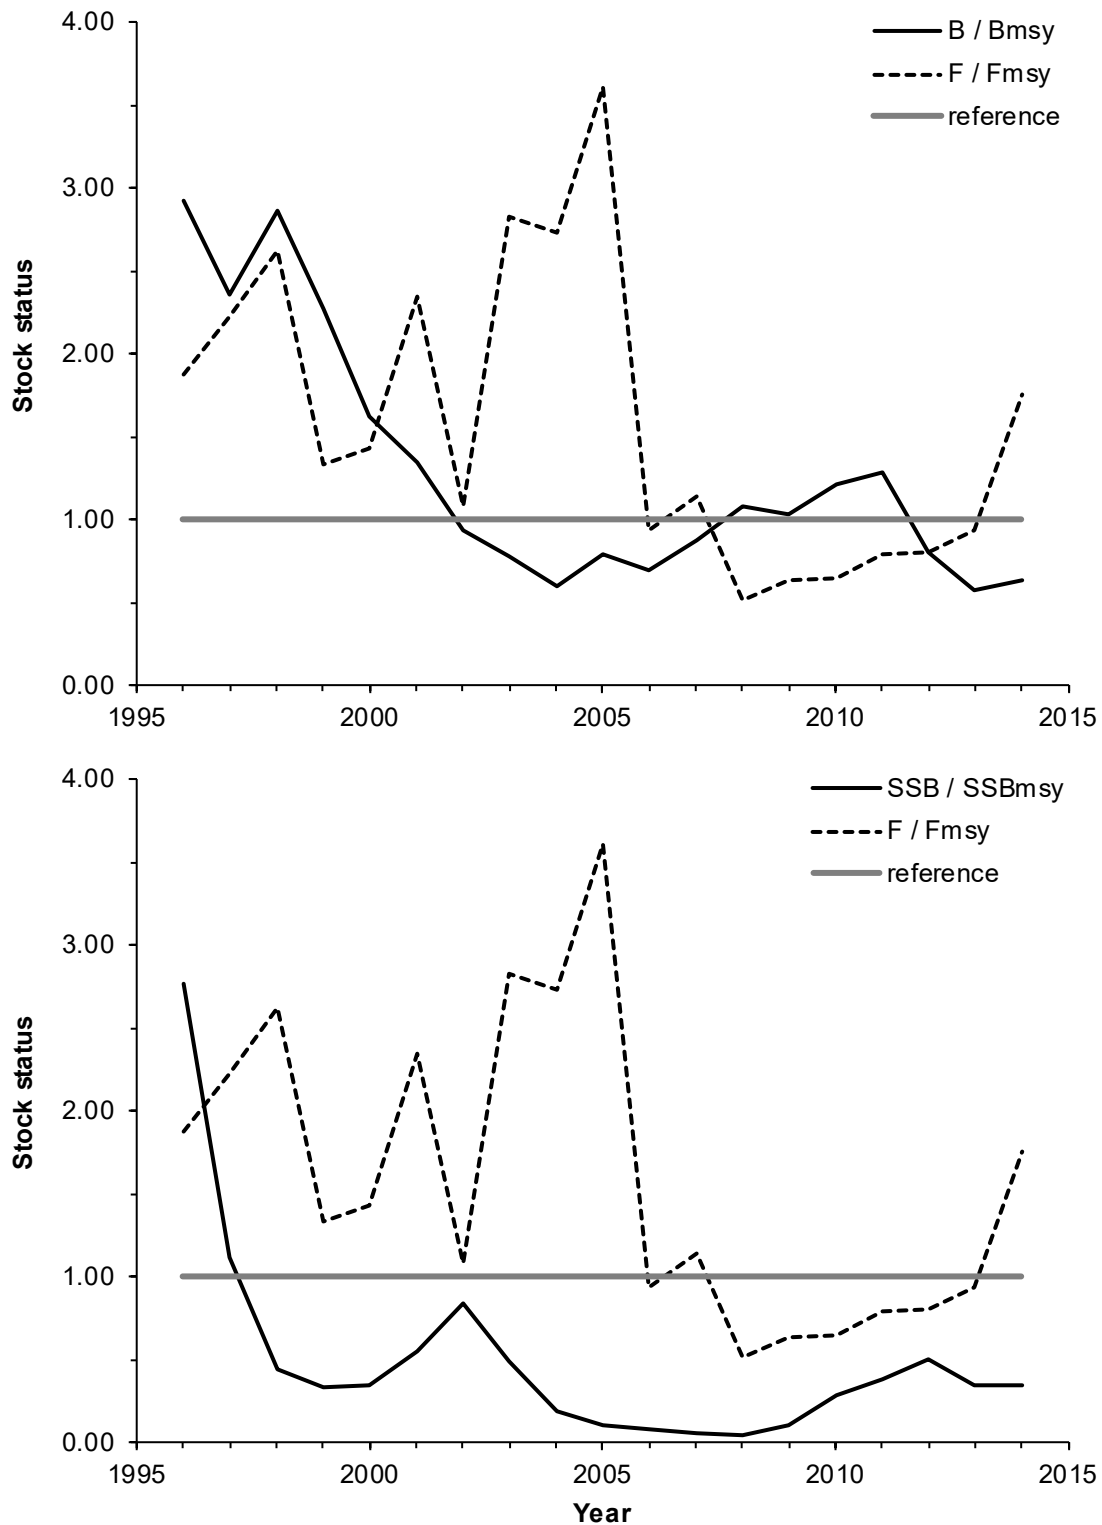 4.00
B / Bmsy
F / Fmsy
reference
3.00
Stock status
2.00
1.00
0.00
1995 2000 2005 2010 2015
4.00
SSB / SSBmsy
F / Fmsy
reference
3.00
Stock status
2.00
1.00
0.00
1995 2000 2005 2010 2015
Year